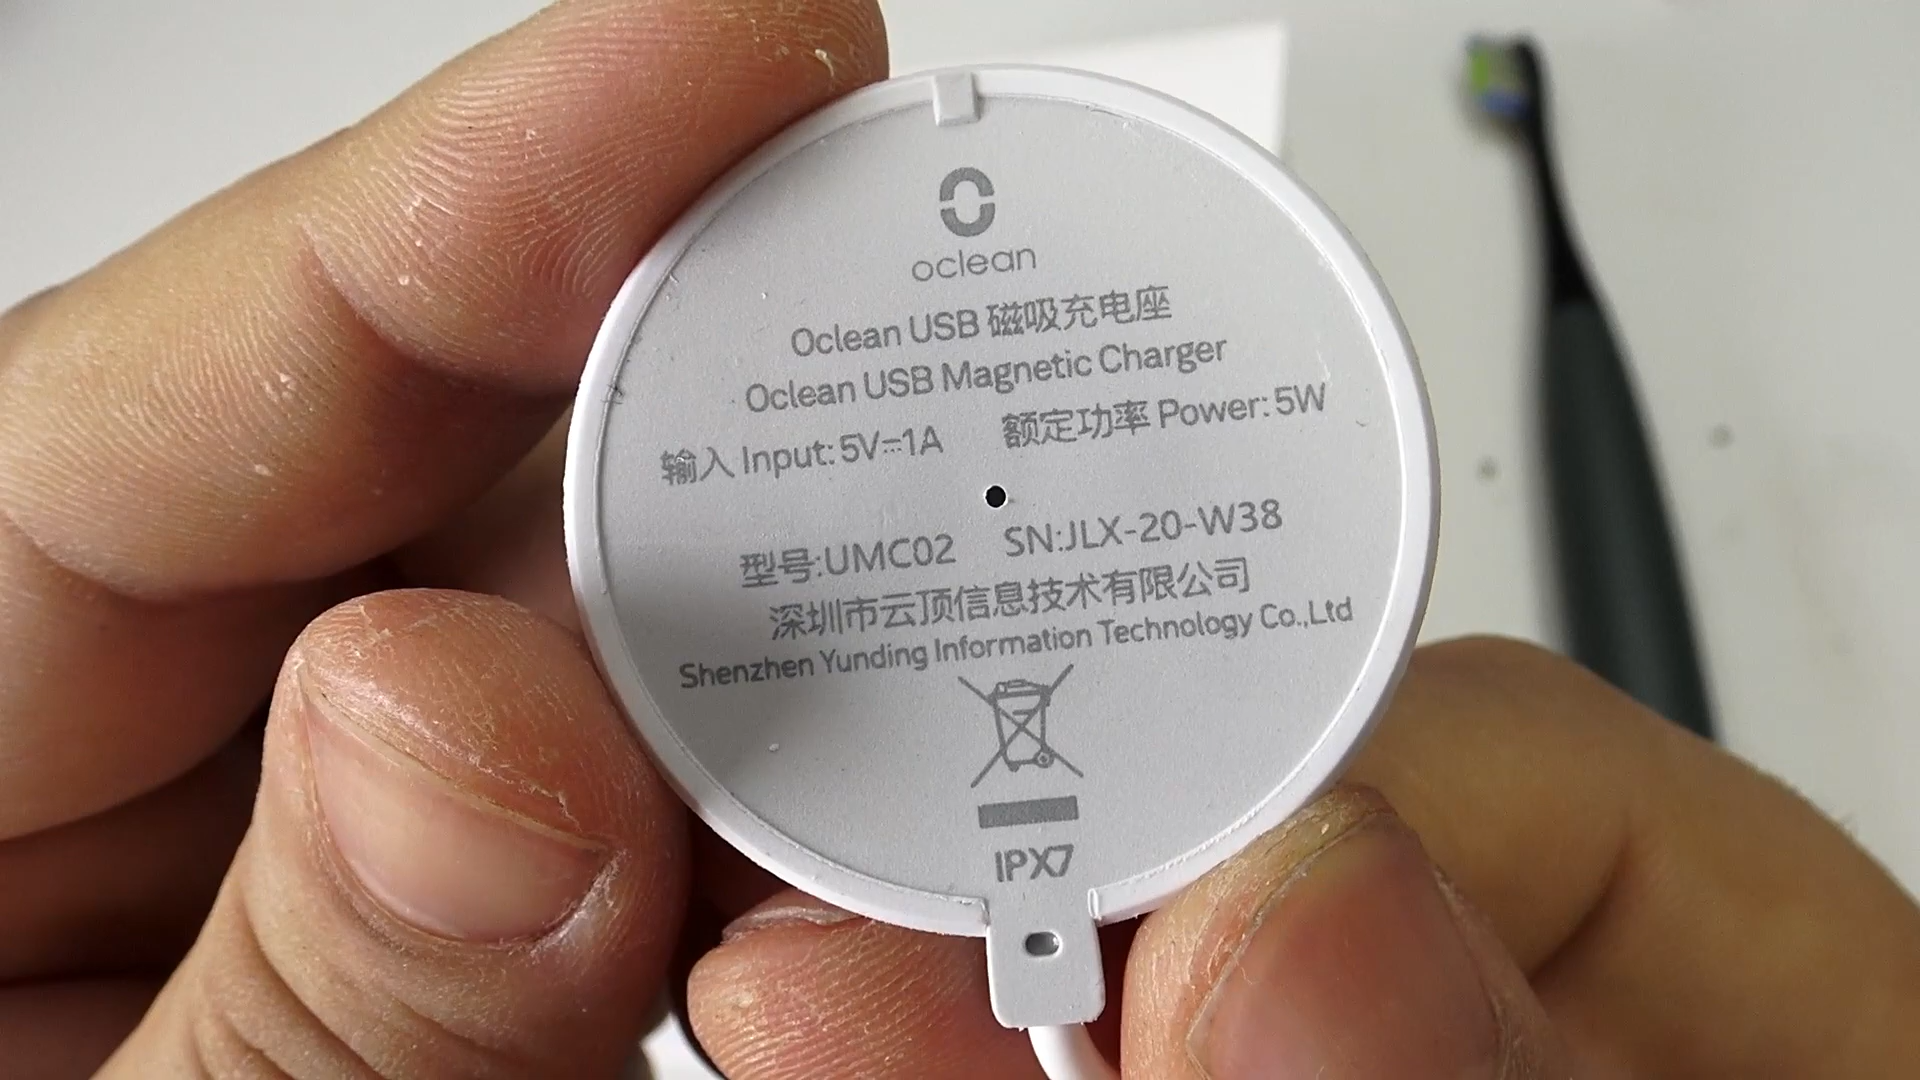 oclean
Oclean USB 磁吸充电座
Oclean USB Magnetic Charger
输入 Input: 5V⎓1A 额定功率 Power: 5W
型号:UMC02 SN:JLX-20-W38
深圳市云顶信息技术有限公司
Shenzhen Yunding Information Technology Co.,Ltd
IPX7